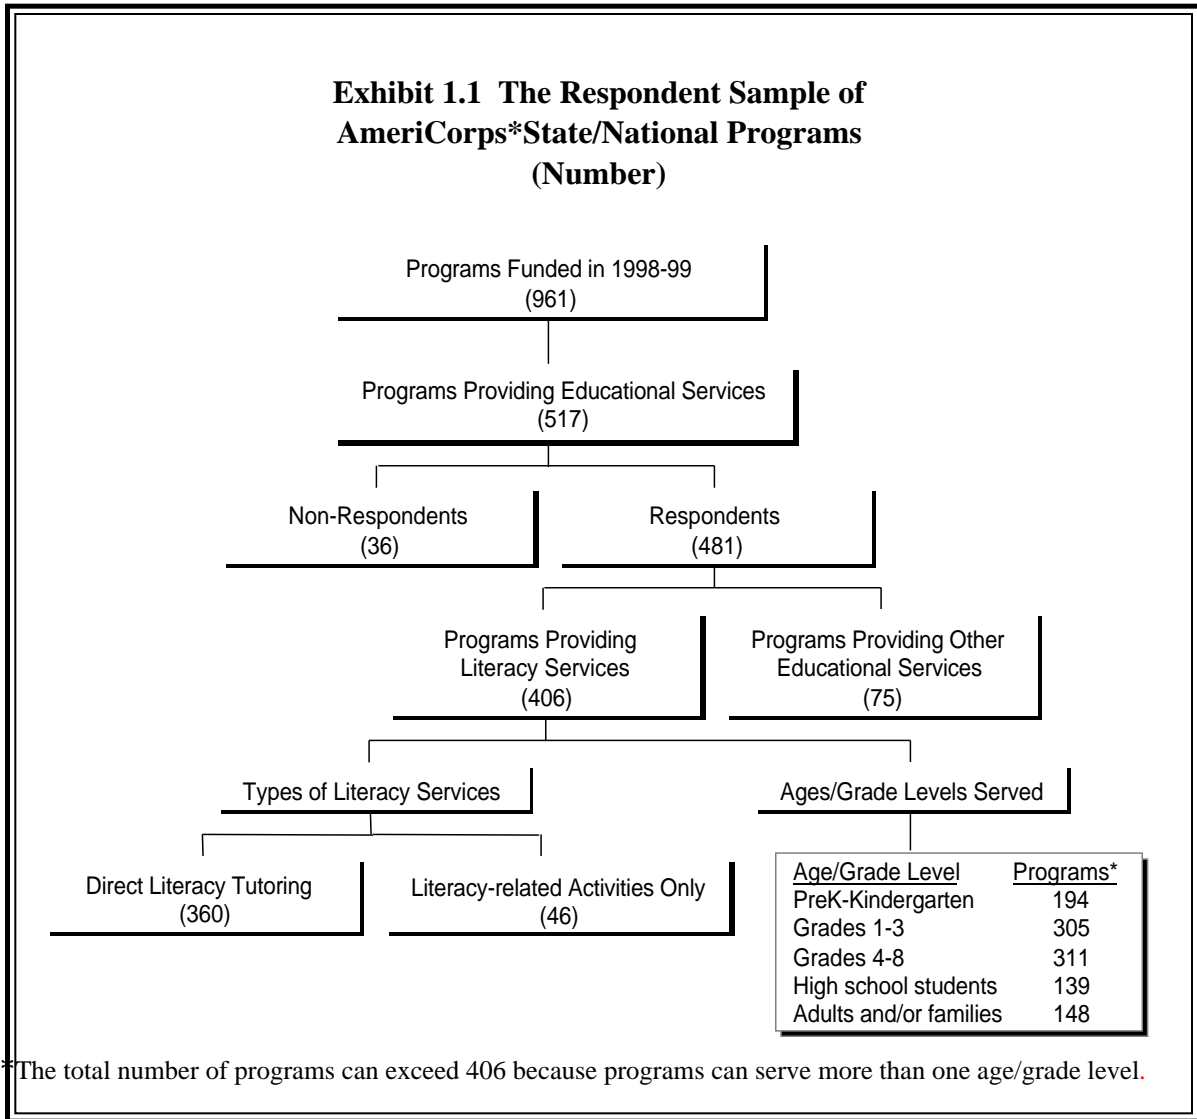 Exhibit 1.1  The Respondent Sample of
AmeriCorps*State/National Programs
(Number)
Programs Funded in 1998-99
(961)
Programs Providing Educational Services
(517)
Non-Respondents
(36)
Respondents
(481)
Programs Providing
Literacy Services
(406)
Programs Providing Other
Educational Services
(75)
Types of Literacy Services
Ages/Grade Levels Served
Direct Literacy Tutoring
(360)
Literacy-related Activities Only
(46)
Age/Grade Level Programs*
PreK-Kindergarten 194
Grades 1-3 305
Grades 4-8 311
High school students 139
Adults and/or families 148
*The total number of programs can exceed 406 because programs can serve more than one age/grade level.